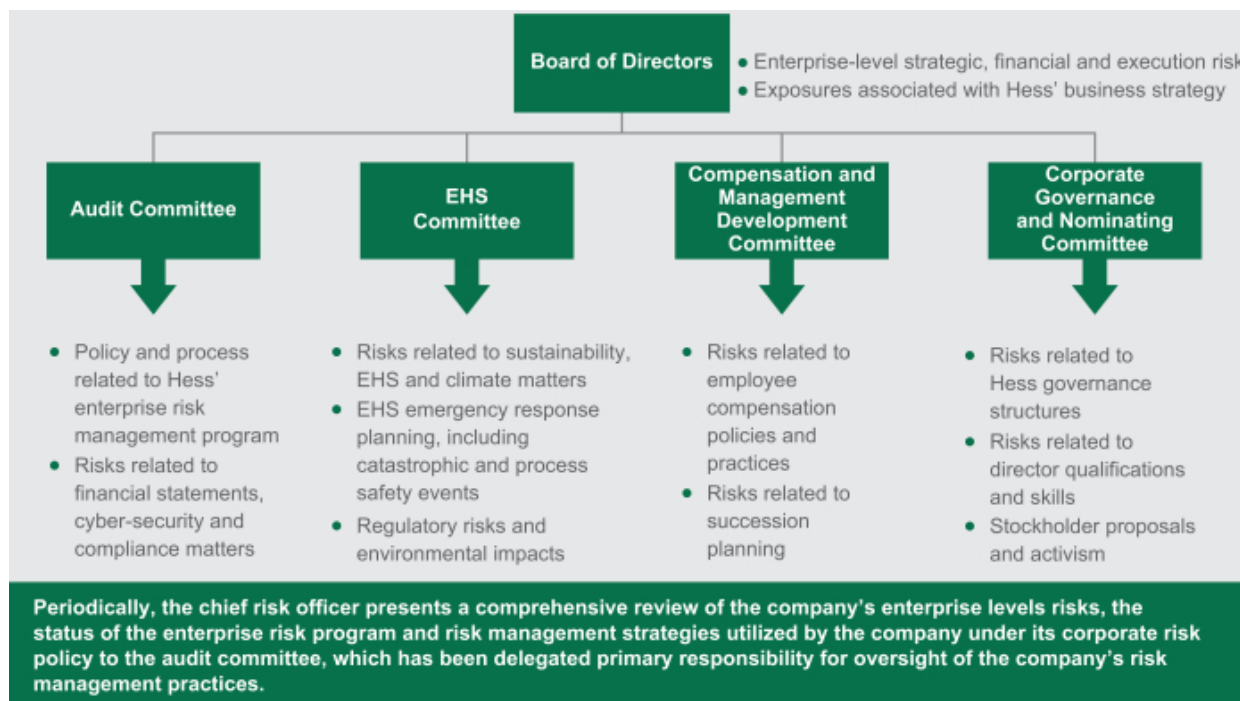 Board of Directors
● Enterprise-level strategic, financial and execution risk
● Exposures associated with Hess' business strategy
Audit Committee
EHS
Committee
Compensation and
Management
Development
Committee
Corporate
Governance
and Nominating
Committee
● Policy and process
related to Hess'
enterprise risk
management program
● Risks related to
financial statements,
cyber-security and
compliance matters
● Risks related to sustainability,
EHS and climate matters
● EHS emergency response
planning, including
catastrophic and process
safety events
● Regulatory risks and
environmental impacts
● Risks related to
employee
compensation
policies and
practices
● Risks related to
succession
planning
● Risks related to
Hess governance
structures
● Risks related to
director qualifications
and skills
● Stockholder proposals
and activism
Periodically, the chief risk officer presents a comprehensive review of the company's enterprise levels risks, the
status of the enterprise risk program and risk management strategies utilized by the company under its corporate risk
policy to the audit committee, which has been delegated primary responsibility for oversight of the company's risk
management practices.